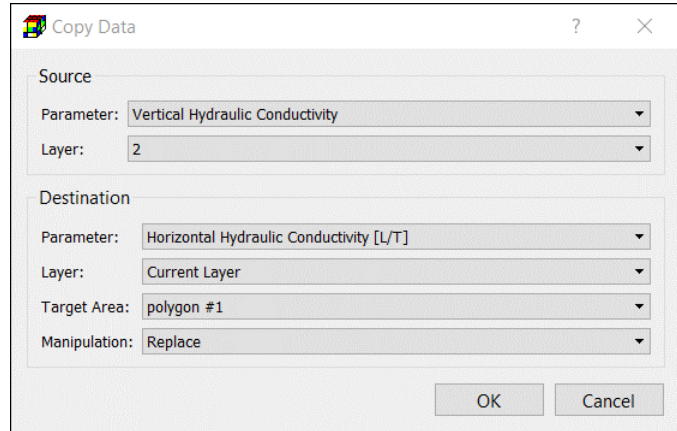 Copy Data ?
Source
Parameter: Vertical Hydraulic Conductivity
Layer: 2
Destination
Parameter: Horizontal Hydraulic Conductivity [L/T]
Layer: Current Layer
Target Area: polygon #1
Manipulation: Replace
OK Cancel